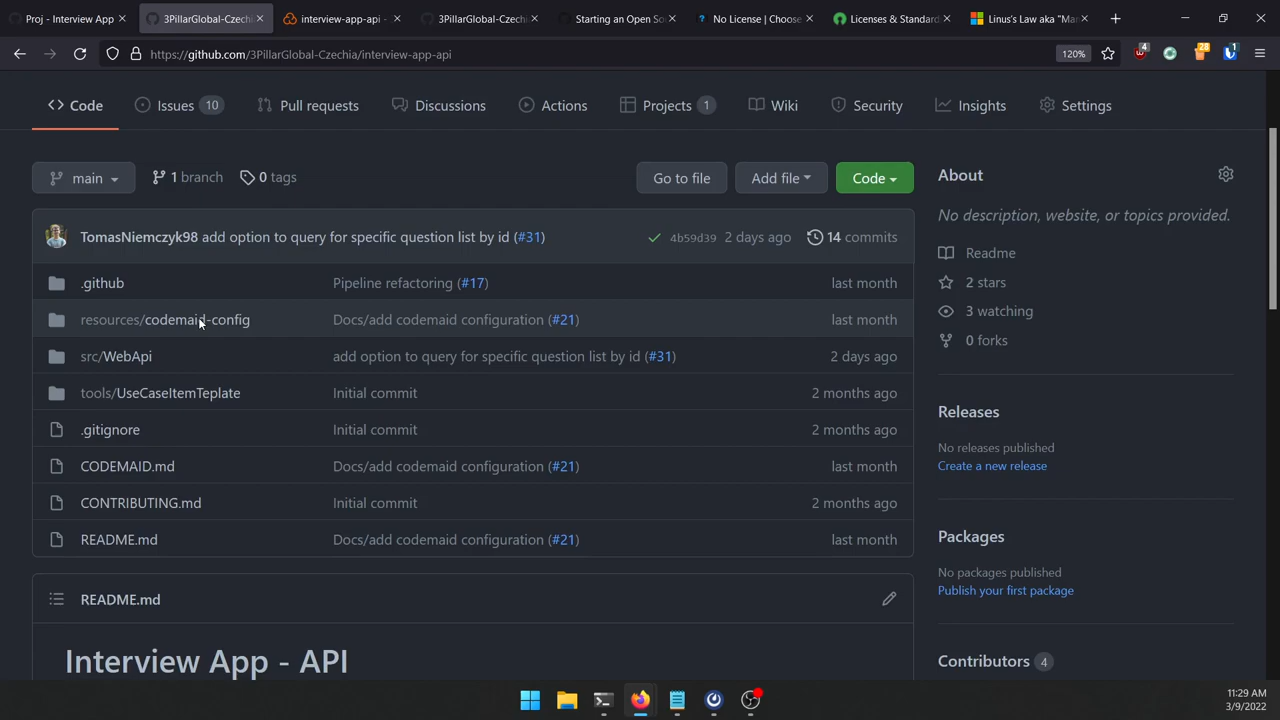 Proj - Interview App
3PillarGlobal-Czechi
interview-app-api -
3PillarGlobal-Czechi
Starting an Open So
No License | Choose
Licenses & Standard
Linus's Law aka "Ma
https://github.com/3PillarGlobal-Czechia/interview-app-api
120%
4
28
1
Code
Issues 10
Pull requests
Discussions
Actions
Projects 1
Wiki
Security
Insights
Settings
main
1 branch
0 tags
Go to file
Add file
Code
TomasNiemczyk98 add option to query for specific question list by id (#31)
4b59d39 2 days ago
14 commits
.github Pipeline refactoring (#17) last month
resources/codemaid-config Docs/add codemaid configuration (#21) last month
src/WebApi add option to query for specific question list by id (#31) 2 days ago
tools/UseCaseItemTeplate Initial commit 2 months ago
.gitignore Initial commit 2 months ago
CODEMAID.md Docs/add codemaid configuration (#21) last month
CONTRIBUTING.md Initial commit 2 months ago
README.md Docs/add codemaid configuration (#21) last month
README.md
Interview App - API
About
No description, website, or topics provided.
Readme
2 stars
3 watching
0 forks
Releases
No releases published
Create a new release
Packages
No packages published
Publish your first package
Contributors 4
11:29 AM
3/9/2022